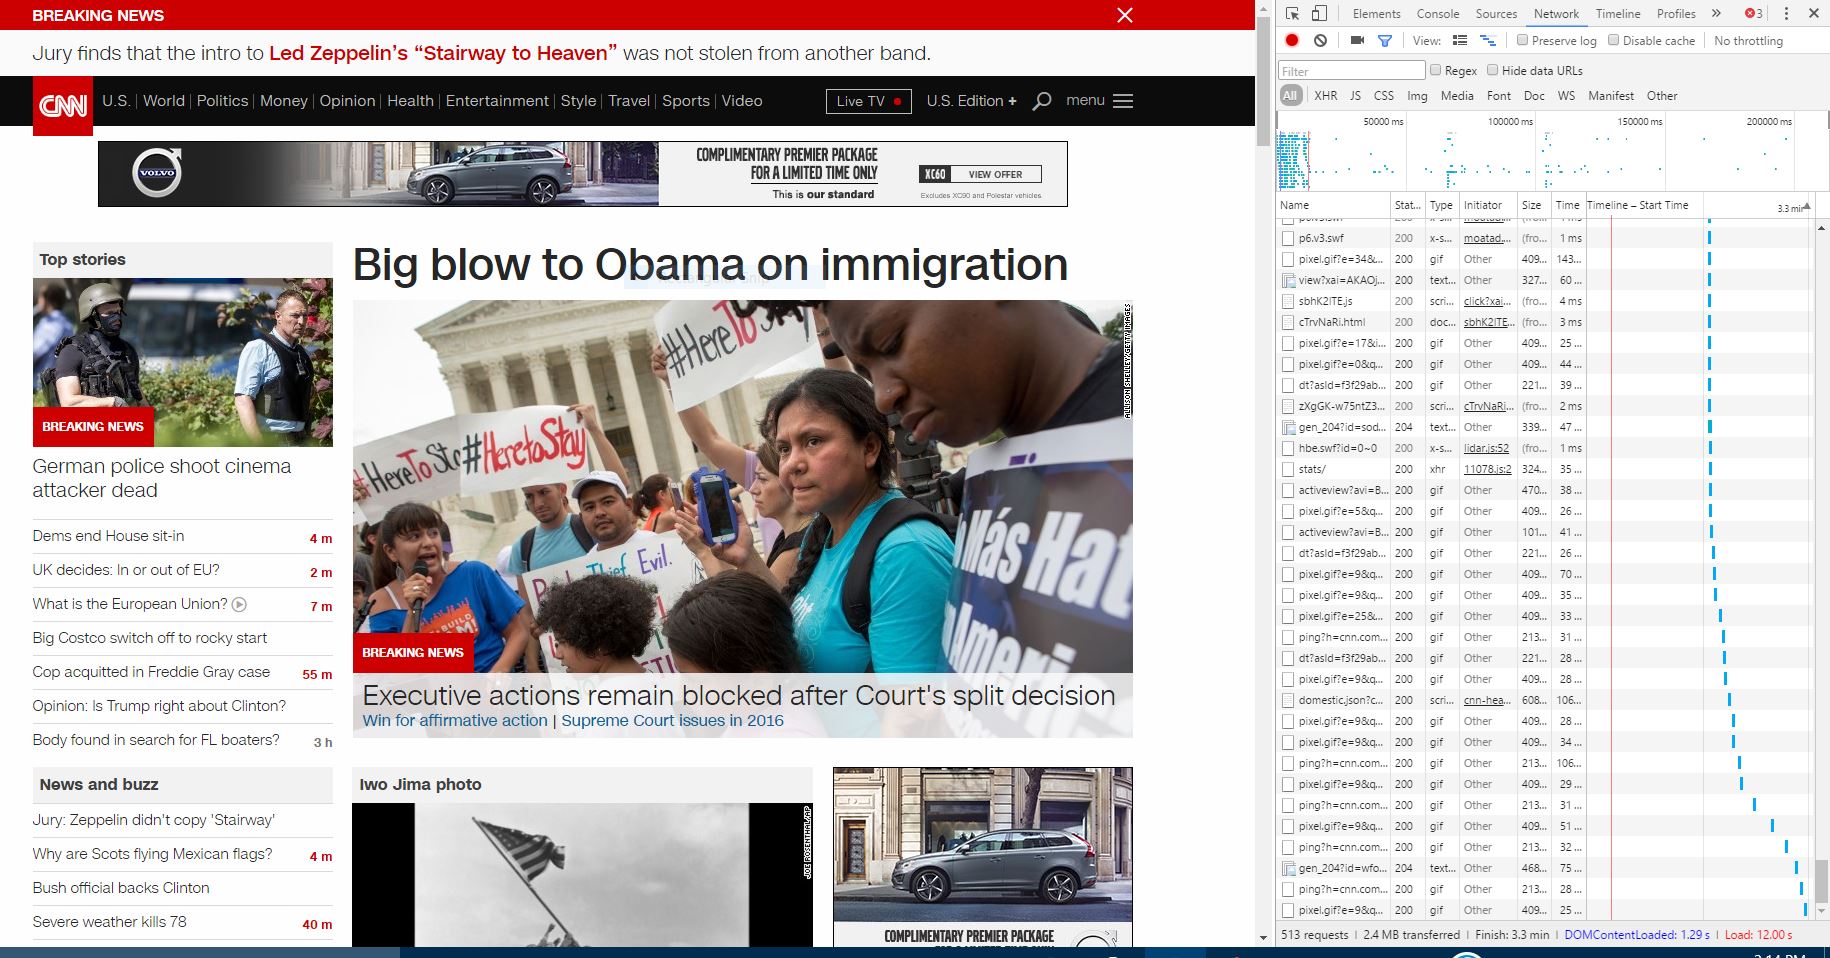 BREAKING NEWS
Jury finds that the intro to Led Zeppelin's “Stairway to Heaven” was not stolen from another band.
CNN U.S. World Politics Money Opinion Health Entertainment Style Travel Sports Video Live TV U.S. Edition + menu
VOLVO
COMPLIMENTARY PREMIER PACKAGE
FOR A LIMITED TIME ONLY
This is our standard
XC60 VIEW OFFER
Excludes XC90 and Polestar vehicles
Top stories
BREAKING NEWS
German police shoot cinema
attacker dead
Dems end House sit-in 4 m
UK decides: In or out of EU? 2 m
What is the European Union? 7 m
Big Costco switch off to rocky start
Cop acquitted in Freddie Gray case 55 m
Opinion: Is Trump right about Clinton?
Body found in search for FL boaters? 3 h
News and buzz
Jury: Zeppelin didn't copy 'Stairway'
Why are Scots flying Mexican flags? 4 m
Bush official backs Clinton
Severe weather kills 78 40 m
Big blow to Obama on immigration
Rectangular Snip
ALLISON SHELLEY/GETTY IMAGES
#HereTo
#HereToSt
#HeretoStay
Thief. Evil.
Más Hat
BREAKING NEWS
Executive actions remain blocked after Court's split decision
Win for affirmative action | Supreme Court issues in 2016
Iwo Jima photo
JOE ROSENTHAL/AP
COMPLIMENTARY PREMIER PACKAGE
Elements Console Sources Network Timeline Profiles » 3
View: Preserve log Disable cache No throttling
Filter Regex Hide data URLs
All XHR JS CSS Img Media Font Doc WS Manifest Other
50000 ms 100000 ms 150000 ms 200000 ms
Name Stat... Type Initiator Size Time Timeline – Start Time 3.3 min
p6.v3.swf 200 x-s... moatad.... (fro... 1 ms
pixel.gif?e=34&... 200 gif Other 409... 143...
view?xai=AKAOj... 200 text... Other 327... 60 ...
sbhK2lTE.js 200 scri... click?xai... (fro... 4 ms
cTrvNaRi.html 200 doc... sbhK2lTE... (fro... 3 ms
pixel.gif?e=17&i... 200 gif Other 409... 25 ...
pixel.gif?e=0&q... 200 gif Other 409... 44 ...
dt?asId=f3f29ab... 200 gif Other 221... 39 ...
zXgGK-w75ntZ3... 200 scri... cTrvNaRi... (fro... 2 ms
gen_204?id=sod... 204 text... Other 339... 47 ...
hbe.swf?id=0~0 200 x-s... lidar.js:52 (fro... 1 ms
stats/ 200 xhr 11078.js:2 324... 35 ...
activeview?avi=B... 200 gif Other 470... 38 ...
pixel.gif?e=5&q... 200 gif Other 409... 26 ...
activeview?avi=B... 200 gif Other 101... 41 ...
dt?asId=f3f29ab... 200 gif Other 221... 26 ...
pixel.gif?e=9&q... 200 gif Other 409... 70 ...
pixel.gif?e=9&q... 200 gif Other 409... 35 ...
pixel.gif?e=25&... 200 gif Other 409... 33 ...
ping?h=cnn.com... 200 gif Other 213... 31 ...
dt?asId=f3f29ab... 200 gif Other 221... 28 ...
pixel.gif?e=9&q... 200 gif Other 409... 28 ...
domestic.json?c... 200 scri... cnn-hea... 608... 106...
pixel.gif?e=9&q... 200 gif Other 409... 28 ...
pixel.gif?e=9&q... 200 gif Other 409... 34 ...
ping?h=cnn.com... 200 gif Other 213... 106...
pixel.gif?e=9&q... 200 gif Other 409... 29 ...
ping?h=cnn.com... 200 gif Other 213... 31 ...
pixel.gif?e=9&q... 200 gif Other 409... 51 ...
ping?h=cnn.com... 200 gif Other 213... 32 ...
gen_204?id=wfo... 204 text... Other 468... 75 ...
ping?h=cnn.com... 200 gif Other 213... 28 ...
pixel.gif?e=9&q... 200 gif Other 409... 25 ...
513 requests | 2.4 MB transferred | Finish: 3.3 min | DOMContentLoaded: 1.29 s | Load: 12.00 s